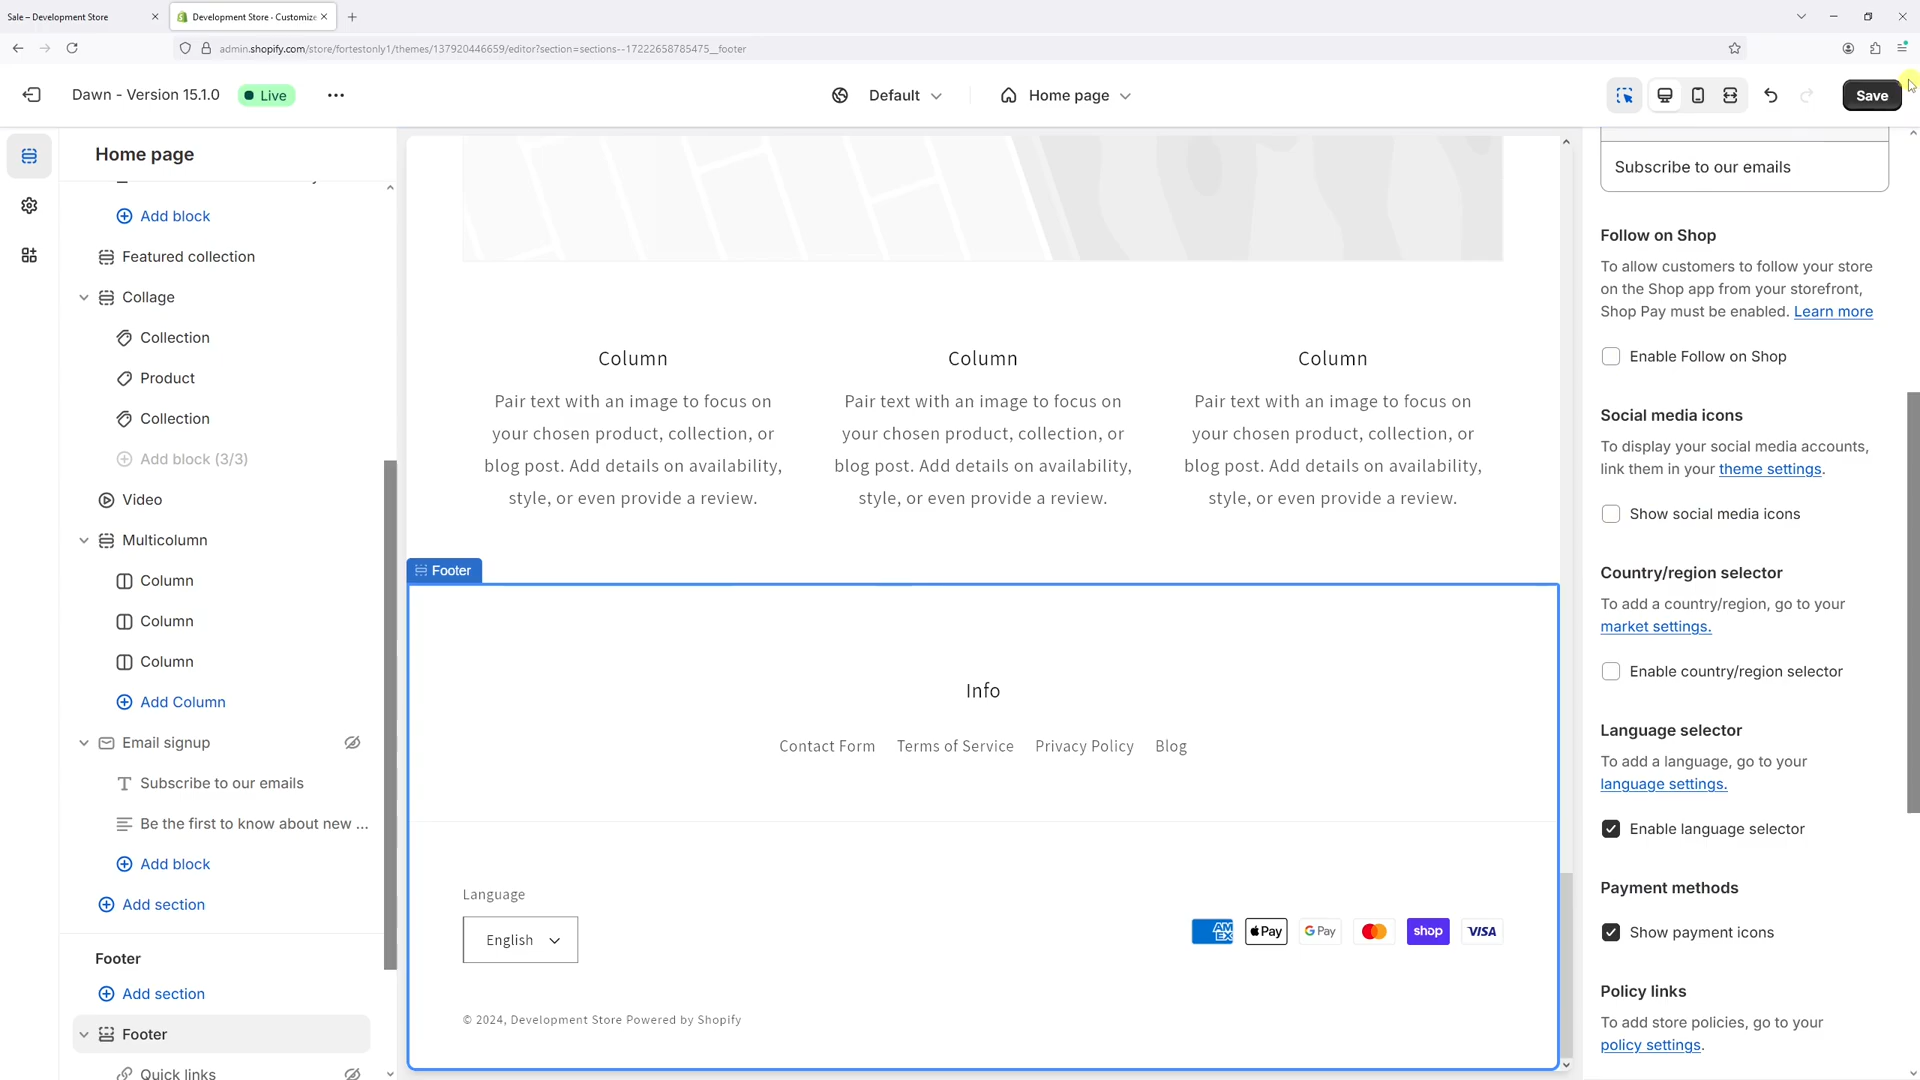 Sale – Development Store
Development Store · Customize
admin.shopify.com/store/fortestonly1/themes/137920446659/editor?section=sections--17222658785475__footer
Dawn - Version 15.1.0
Live
Default
Home page
Save
Home page
Add block
Featured collection
Collage
Collection
Product
Collection
Add block (3/3)
Video
Multicolumn
Column
Column
Column
Add Column
Email signup
Subscribe to our emails
Be the first to know about new ...
Add block
Add section
Footer
Add section
Footer
Quick links
Column
Pair text with an image to focus on
your chosen product, collection, or
blog post. Add details on availability,
style, or even provide a review.
Column
Pair text with an image to focus on
your chosen product, collection, or
blog post. Add details on availability,
style, or even provide a review.
Column
Pair text with an image to focus on
your chosen product, collection, or
blog post. Add details on availability,
style, or even provide a review.
Footer
Info
Contact Form Terms of Service Privacy Policy Blog
Language
English
AM EX Pay G Pay shop VISA
© 2024, Development Store Powered by Shopify
Subscribe to our emails
Follow on Shop
To allow customers to follow your store
on the Shop app from your storefront,
Shop Pay must be enabled. Learn more
Enable Follow on Shop
Social media icons
To display your social media accounts,
link them in your theme settings.
Show social media icons
Country/region selector
To add a country/region, go to your
market settings.
Enable country/region selector
Language selector
To add a language, go to your
language settings.
Enable language selector
Payment methods
Show payment icons
Policy links
To add store policies, go to your
policy settings.